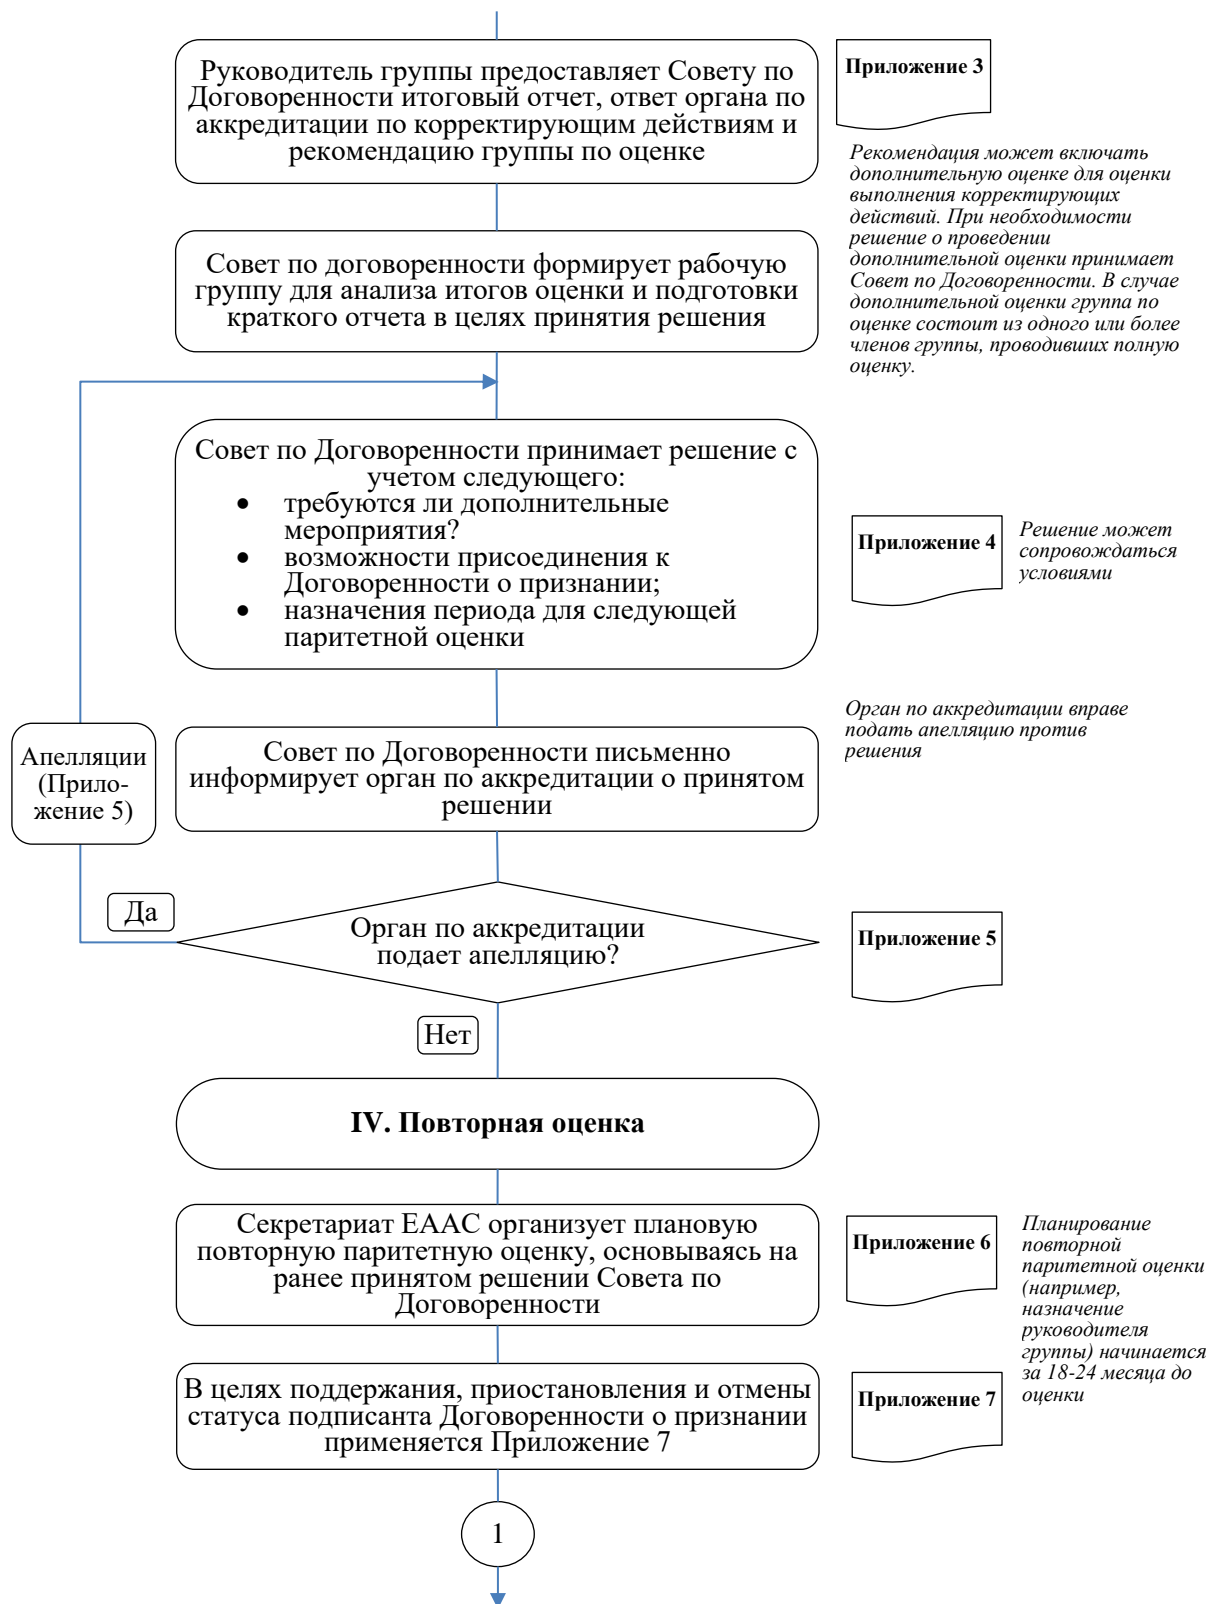 Руководитель группы предоставляет Совету по
Договоренности итоговый отчет, ответ органа по
аккредитации по корректирующим действиям и
рекомендацию группы по оценке
Приложение 3
Рекомендация может включать
дополнительную оценке для оценки
выполнения корректирующих
действий. При необходимости
решение о проведении
дополнительной оценки принимает
Совет по Договоренности. В случае
дополнительной оценки группа по
оценке состоит из одного или более
членов группы, проводивших полную
оценку.
Совет по договоренности формирует рабочую
группу для анализа итогов оценки и подготовки
краткого отчета в целях принятия решения
Совет по Договоренности принимает решение с
учетом следующего:
• требуются ли дополнительные
мероприятия?
• возможности присоединения к
Договоренности о признании;
• назначения периода для следующей
паритетной оценки
Приложение 4
Решение может
сопровождаться
условиями
Орган по аккредитации вправе
подать апелляцию против
решения
Апелляции
(Прило-
жение 5)
Совет по Договоренности письменно
информирует орган по аккредитации о принятом
решении
Да
Орган по аккредитации
подает апелляцию?
Приложение 5
Нет
IV. Повторная оценка
Секретариат ЕААС организует плановую
повторную паритетную оценку, основываясь на
ранее принятом решении Совета по
Договоренности
Приложение 6
Планирование
повторной
паритетной оценки
(например,
назначение
руководителя
группы) начинается
за 18-24 месяца до
оценки
В целях поддержания, приостановления и отмены
статуса подписанта Договоренности о признании
применяется Приложение 7
Приложение 7
1